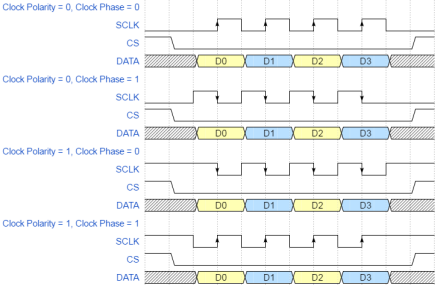 Clock Polarity = 0, Clock Phase = 0
SCLK
CS
DATA D0 D1 D2 D3
Clock Polarity = 0, Clock Phase = 1
SCLK
CS
DATA D0 D1 D2 D3
Clock Polarity = 1, Clock Phase = 0
SCLK
CS
DATA D0 D1 D2 D3
Clock Polarity = 1, Clock Phase = 1
SCLK
CS
DATA D0 D1 D2 D3